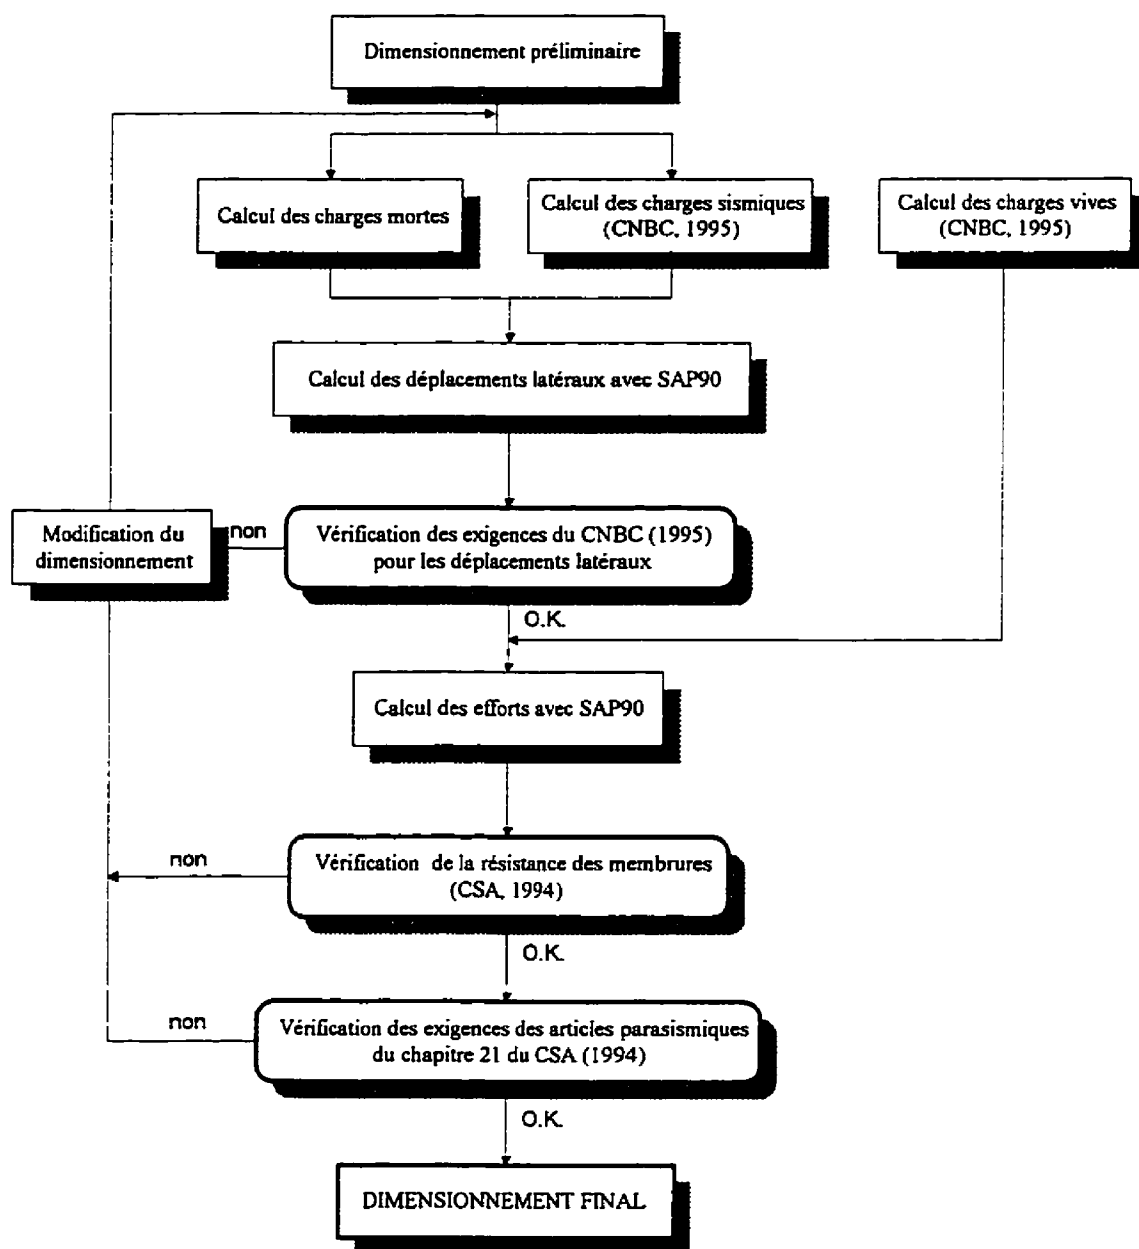 Dimensionnement préliminaire
Calcul des charges mortes
Calcul des charges sismiques
(CNBC, 1995)
Calcul des charges vives
(CNBC, 1995)
Calcul des déplacements latéraux avec SAP90
Modification du
dimensionnement
non
Vérification des exigences du CNBC (1995)
pour les déplacements latéraux
O.K.
Calcul des efforts avec SAP90
non
Vérification de la résistance des membrures
(CSA, 1994)
O.K.
non
Vérification des exigences des articles parasismiques
du chapitre 21 du CSA (1994)
O.K.
DIMENSIONNEMENT FINAL